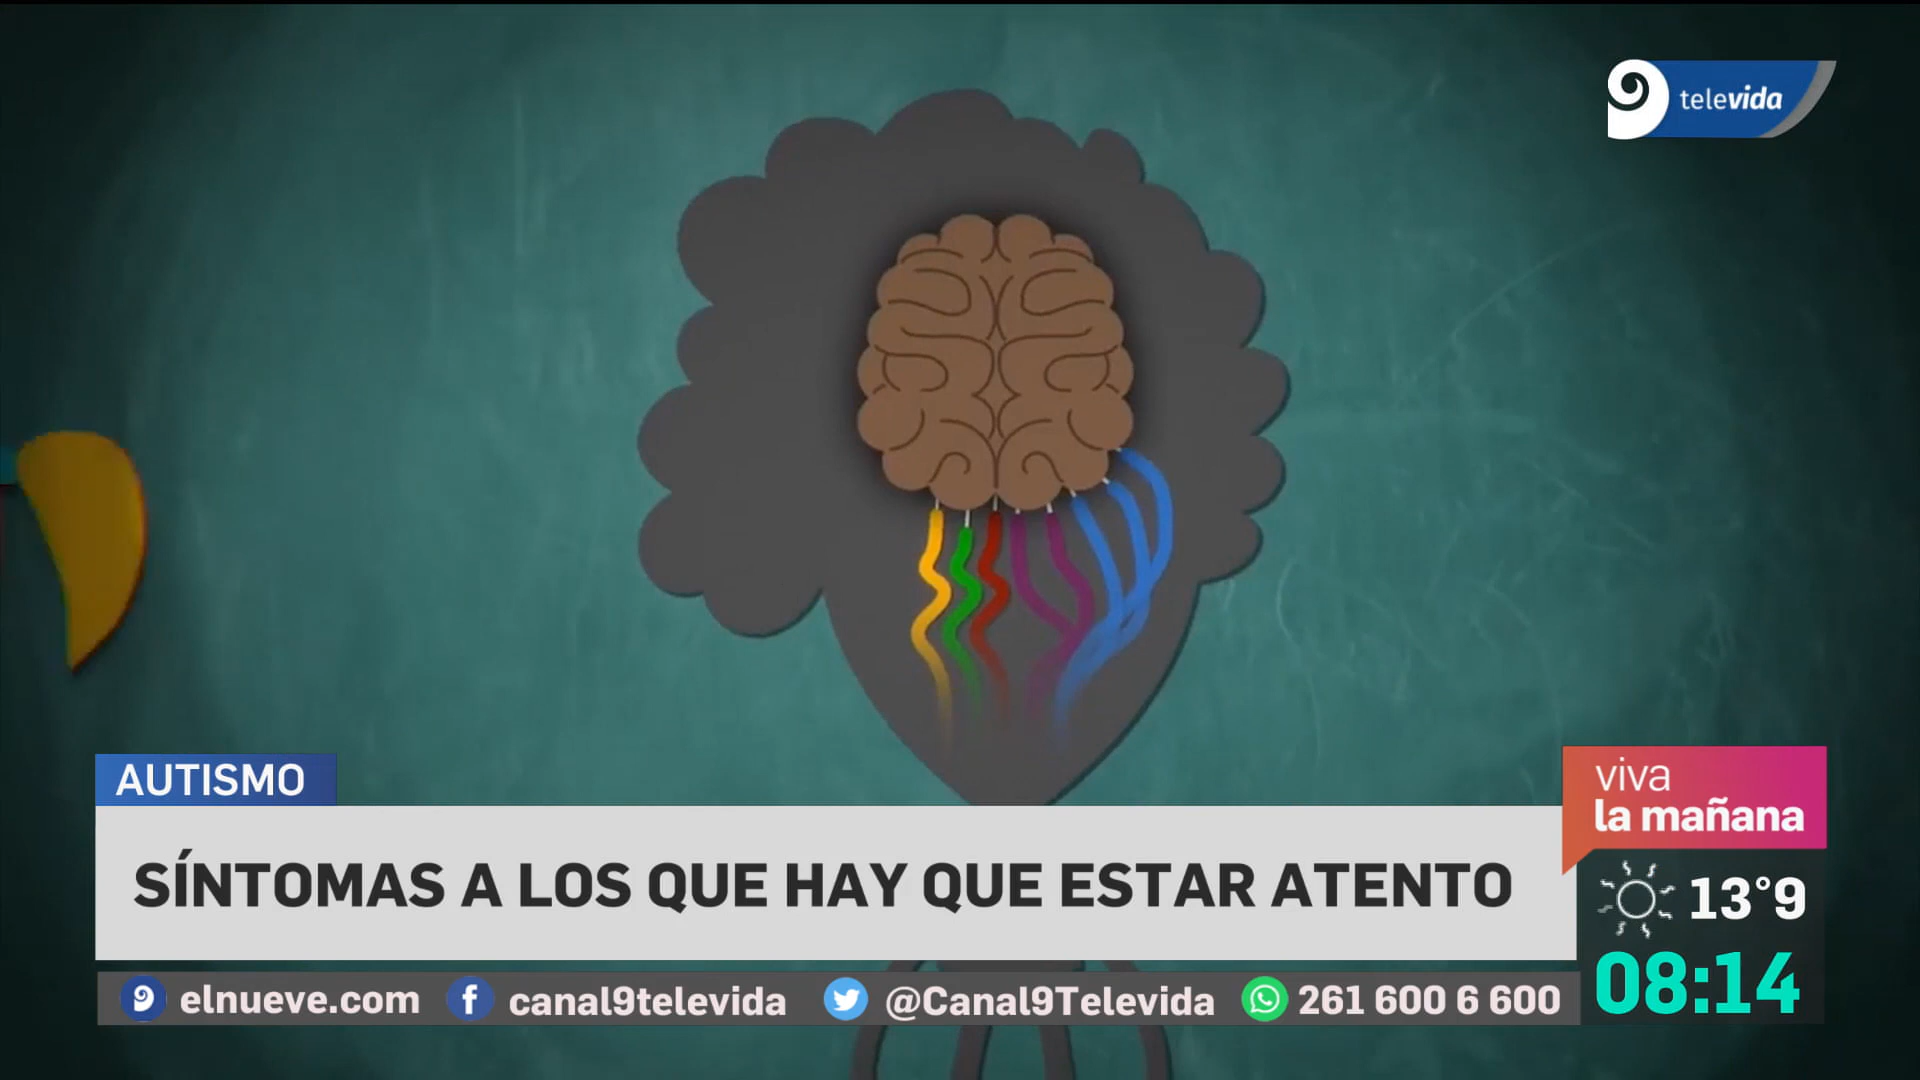 9 televida
AUTISMO
SÍNTOMAS A LOS QUE HAY QUE ESTAR ATENTO
viva
la mañana
13°9
08:14
elnueve.com canal9televida @Canal9Televida 261 600 6 600